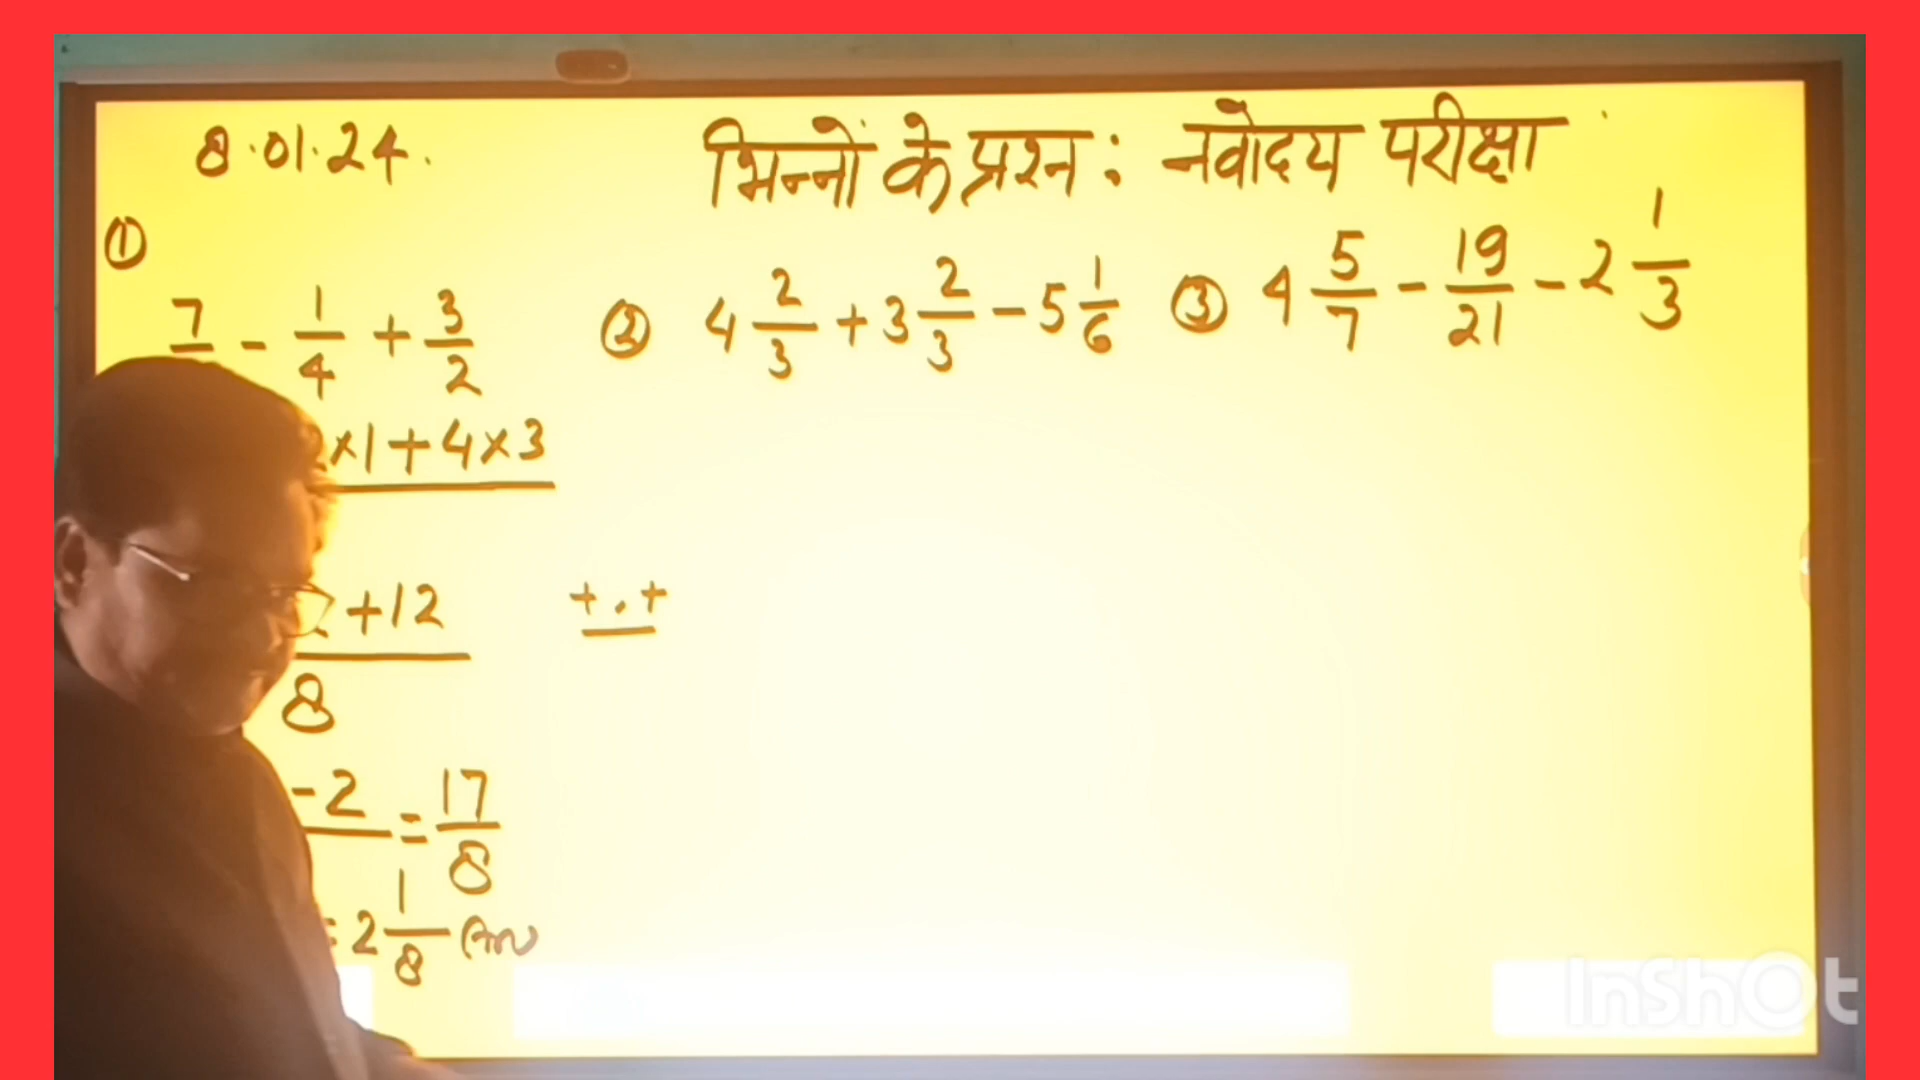 8.01.24.
भिन्नों के प्रश्न : नवोदय परीक्षा
① 7/ - 1/4 + 3/2
×1+4×3
+12
8
-2/ = 17/8
= 2 1/8 Ans
+ . +
② 4 2/3 + 3 2/3 - 5 1/6
③ 4 5/7 - 19/21 - 2 1/3
InShOt